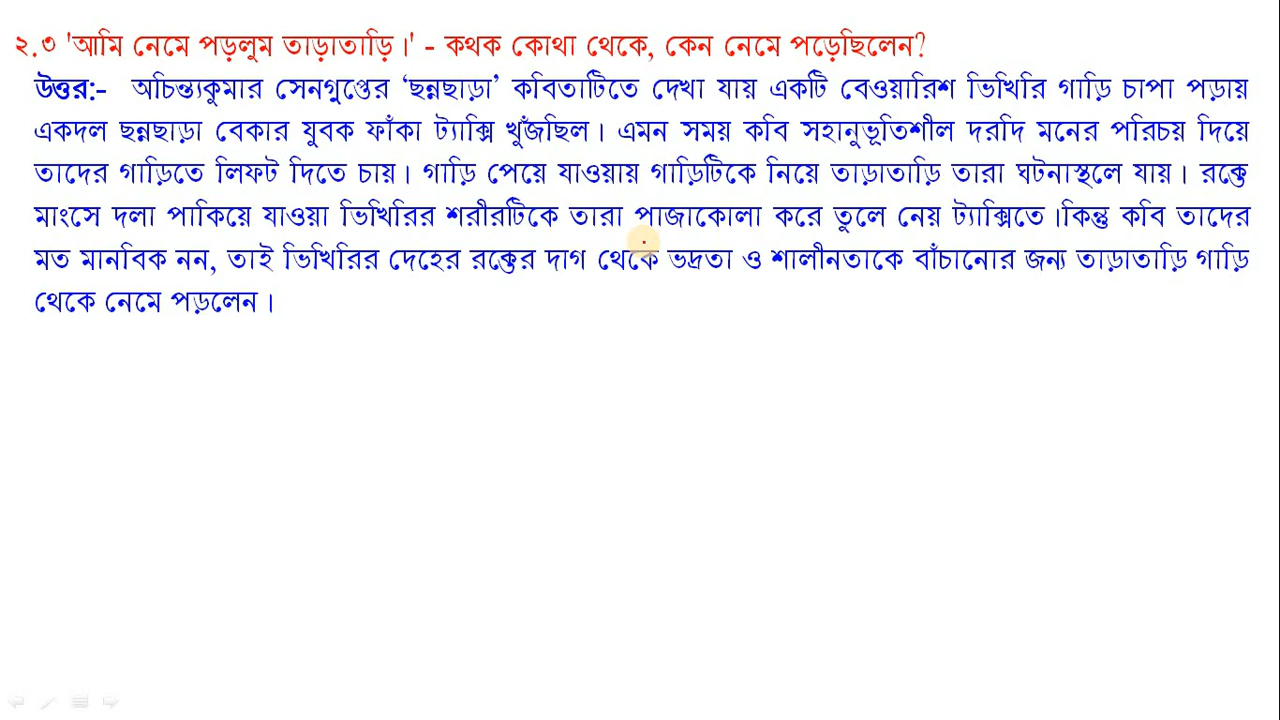 ২.৩ 'আমি নেমে পড়লুম তাড়াতাড়ি।' - কথক কোথা থেকে, কেন নেমে পড়েছিলেন?
উত্তর:- অচিন্ত্যকুমার সেনগুপ্তের ‘ছন্নছাড়া’ কবিতাটিতে দেখা যায় একটি বেওয়ারিশ ভিখিরি গাড়ি চাপা পড়ায়
একদল ছন্নছাড়া বেকার যুবক ফাঁকা ট্যাক্সি খুঁজছিল। এমন সময় কবি সহানুভূতিশীল দরদি মনের পরিচয় দিয়ে
তাদের গাড়িতে লিফট দিতে চায়। গাড়ি পেয়ে যাওয়ায় গাড়িটিকে নিয়ে তাড়াতাড়ি তারা ঘটনাস্থলে যায়। রক্তে
মাংসে দলা পাকিয়ে যাওয়া ভিখিরির শরীরটিকে তারা পাজাকোলা করে তুলে নেয় ট্যাক্সিতে।কিন্তু কবি তাদের
মত মানবিক নন, তাই ভিখিরির দেহের রক্তের দাগ থেকে ভদ্রতা ও শালীনতাকে বাঁচানোর জন্য তাড়াতাড়ি গাড়ি
থেকে নেমে পড়লেন।